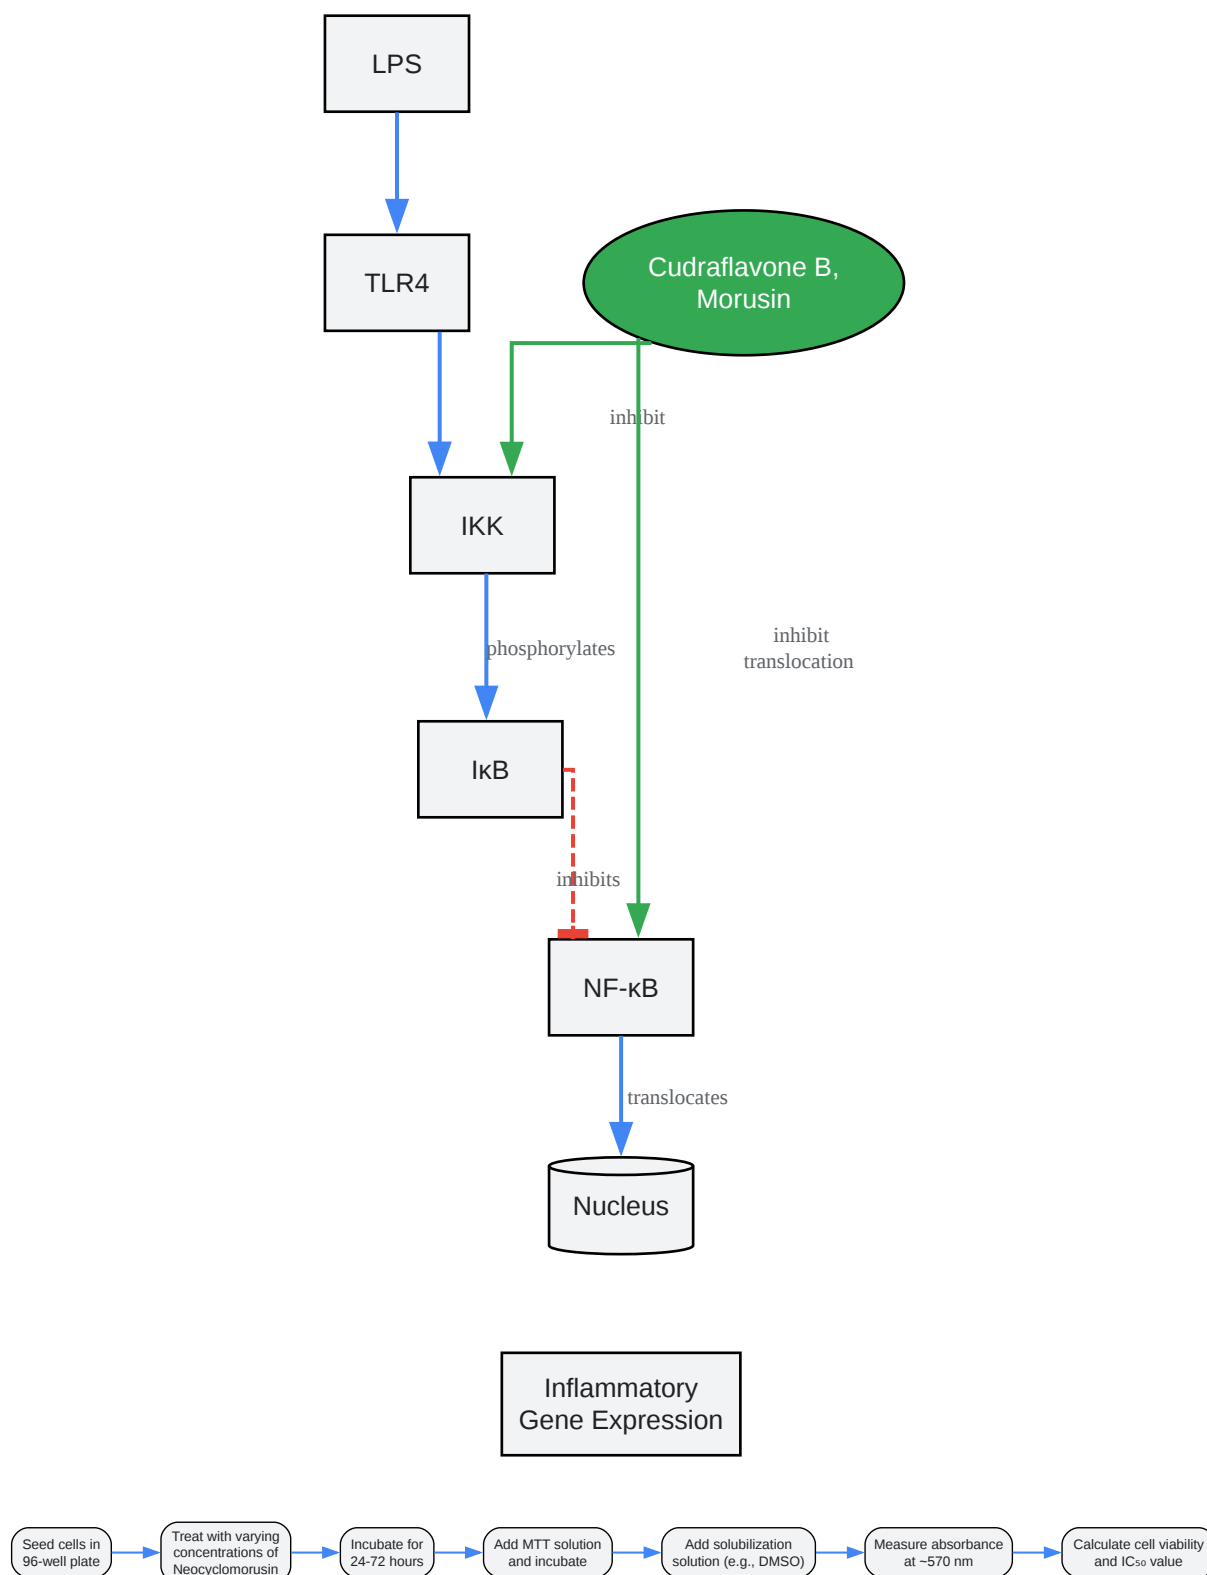 LPS
TLR4
Cudraflavone B,
Morusin
inhibit
IKK
phosphorylates
inhibit
translocation
IκB
inhibits
NF-κB
translocates
Nucleus
Inflammatory
Gene Expression
Seed cells in
96-well plate
Treat with varying
concentrations of
Neocyclomorusin
Incubate for
24-72 hours
Add MTT solution
and incubate
Add solubilization
solution (e.g., DMSO)
Measure absorbance
at ~570 nm
Calculate cell viability
and IC₅₀ value